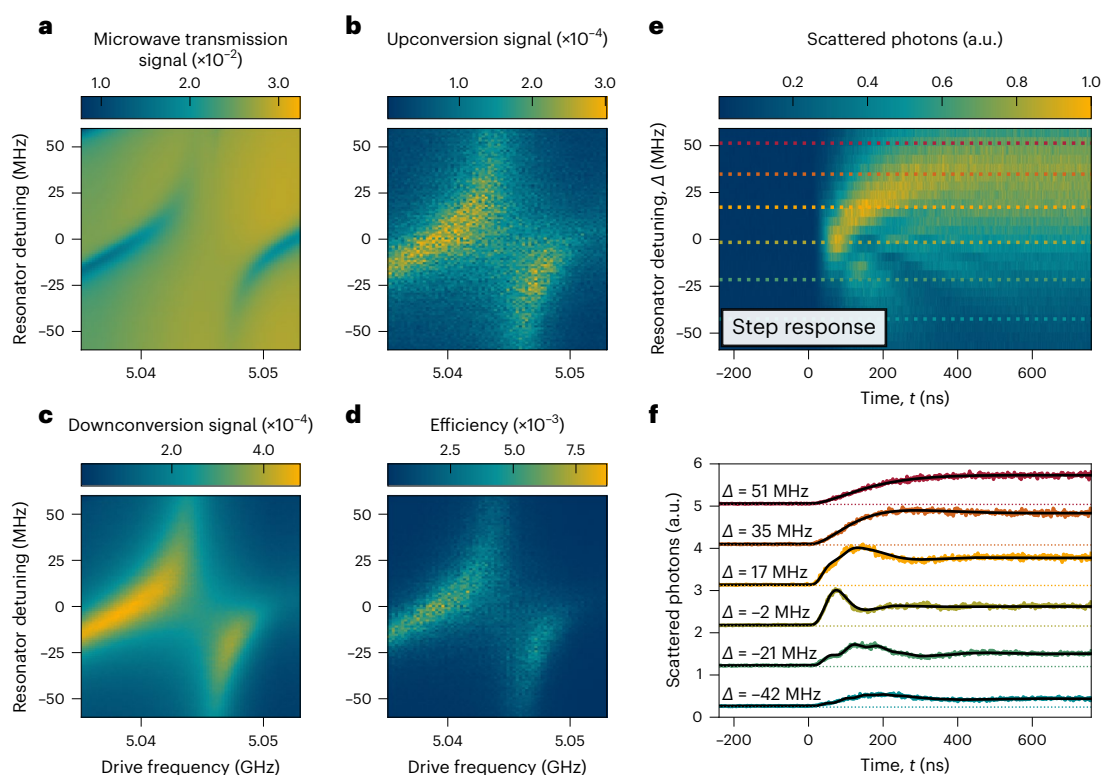 a
Microwave transmission
signal (×10⁻²)
1.0 2.0 3.0
Resonator detuning (MHz)
50
25
0
−25
−50
5.04 5.05
b
Upconversion signal (×10⁻⁴)
1.0 2.0 3.0
50
25
0
−25
−50
5.04 5.05
e
Scattered photons (a.u.)
0.2 0.4 0.6 0.8 1.0
Resonator detuning, Δ (MHz)
50
25
0
−25
−50
Step response
−200 0 200 400 600
Time, t (ns)
c
Downconversion signal (×10⁻⁴)
2.0 4.0
Resonator detuning (MHz)
50
25
0
−25
−50
5.04 5.05
Drive frequency (GHz)
d
Efficiency (×10⁻³)
2.5 5.0 7.5
50
25
0
−25
−50
5.04 5.05
Drive frequency (GHz)
f
Scattered photons (a.u.)
6
Δ = 51 MHz
5
Δ = 35 MHz
4
Δ = 17 MHz
3
Δ = −2 MHz
2
Δ = −21 MHz
1
Δ = −42 MHz
0
−200 0 200 400 600
Time, t (ns)